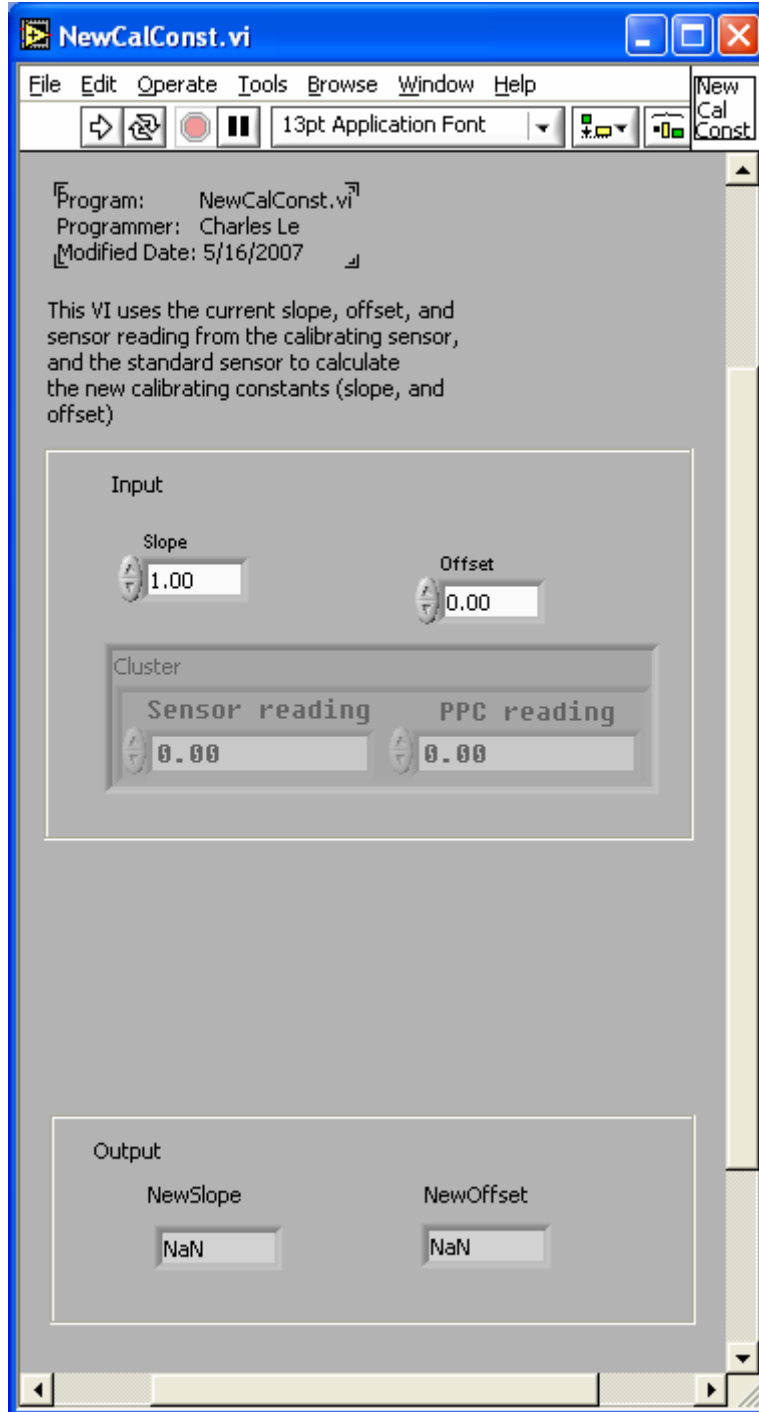 NewCalConst.vi
File Edit Operate Tools Browse Window Help
New
Cal
Const
13pt Application Font
Program: NewCalConst.vi
Programmer: Charles Le
Modified Date: 5/16/2007
This VI uses the current slope, offset, and
sensor reading from the calibrating sensor,
and the standard sensor to calculate
the new calibrating constants (slope, and
offset)
Input
Slope
1.00
Offset
0.00
Cluster
Sensor reading PPC reading
0.00 0.00
Output
NewSlope NewOffset
NaN NaN